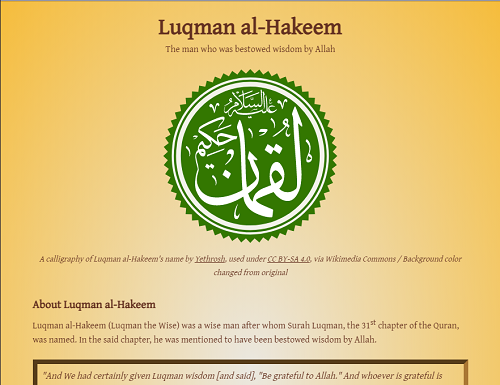 Luqman al-Hakeem
The man who was bestowed wisdom by Allah
عليه السلام
لقمان حكيم
A calligraphy of Luqman al-Hakeem's name by Yethrosh, used under CC BY-SA 4.0, via Wikimedia Commons / Background color
changed from original
About Luqman al-Hakeem
Luqman al-Hakeem (Luqman the Wise) was a wise man after whom Surah Luqman, the 31st chapter of the Quran,
was named. In the said chapter, he was mentioned to have been bestowed wisdom by Allah.
"And We had certainly given Luqman wisdom [and said], "Be grateful to Allah." And whoever is grateful is